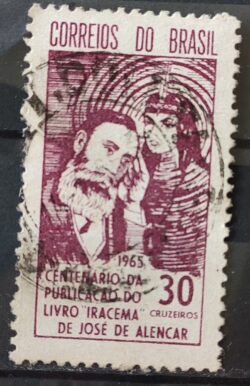 CORREIOS DO BRASIL
1965
CENTENÁRIO DA
PUBLICAÇÃO DO
LIVRO "IRACEMA"
DE JOSÉ DE ALENCAR
30
CRUZEIROS